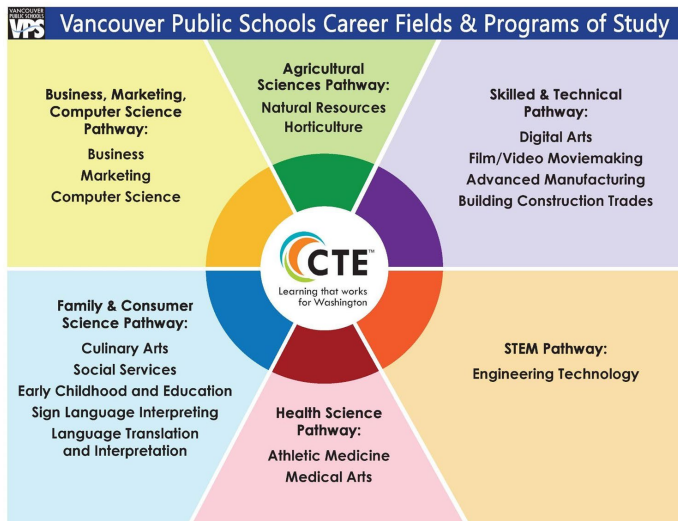 VANCOUVER
PUBLIC SCHOOLS
VPS
Vancouver Public Schools Career Fields & Programs of Study
Business, Marketing,
Computer Science
Pathway:
Business
Marketing
Computer Science
Agricultural
Sciences Pathway:
Natural Resources
Horticulture
Skilled & Technical
Pathway:
Digital Arts
Film/Video Moviemaking
Advanced Manufacturing
Building Construction Trades
CTE™
Learning that works
for Washington
Family & Consumer
Science Pathway:
Culinary Arts
Social Services
Early Childhood and Education
Sign Language Interpreting
Language Translation
and Interpretation
Health Science
Pathway:
Athletic Medicine
Medical Arts
STEM Pathway:
Engineering Technology